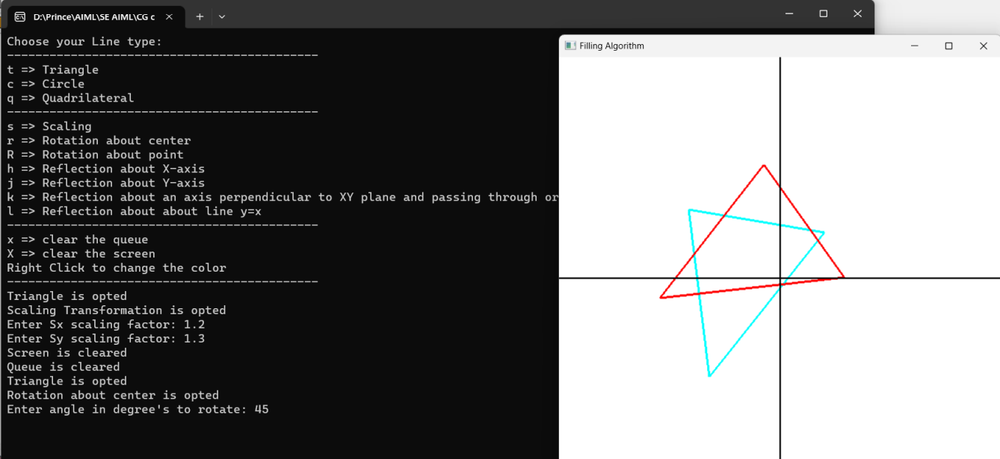 D:\Prince\AIML\SE AIML\CG c
Choose your Line type:
--------------------------------------------
t => Triangle
c => Circle
q => Quadrilateral
--------------------------------------------
s => Scaling
r => Rotation about center
R => Rotation about point
h => Reflection about X-axis
j => Reflection about Y-axis
k => Reflection about an axis perpendicular to XY plane and passing through or
l => Reflection about about line y=x
--------------------------------------------
x => clear the queue
X => clear the screen
Right Click to change the color
--------------------------------------------
Triangle is opted
Scaling Transformation is opted
Enter Sx scaling factor: 1.2
Enter Sy scaling factor: 1.3
Screen is cleared
Queue is cleared
Triangle is opted
Rotation about center is opted
Enter angle in degree's to rotate: 45
Filling Algorithm